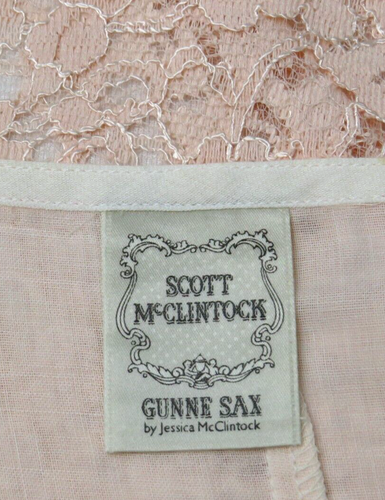 SCOTT
McCLINTOCK
GUNNE SAX
by Jessica McClintock